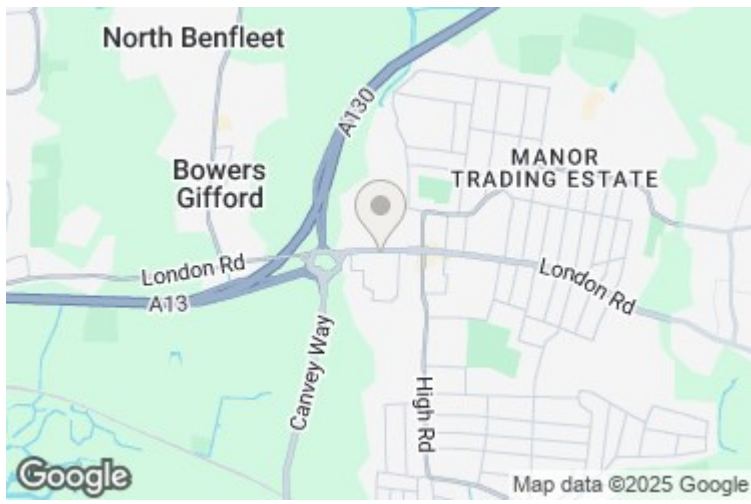 North Benfleet
A130
Bowers
Gifford
MANOR
TRADING ESTATE
London Rd
A13
London Rd
Canvey Way
High Rd
Google
Map data ©2025 Google